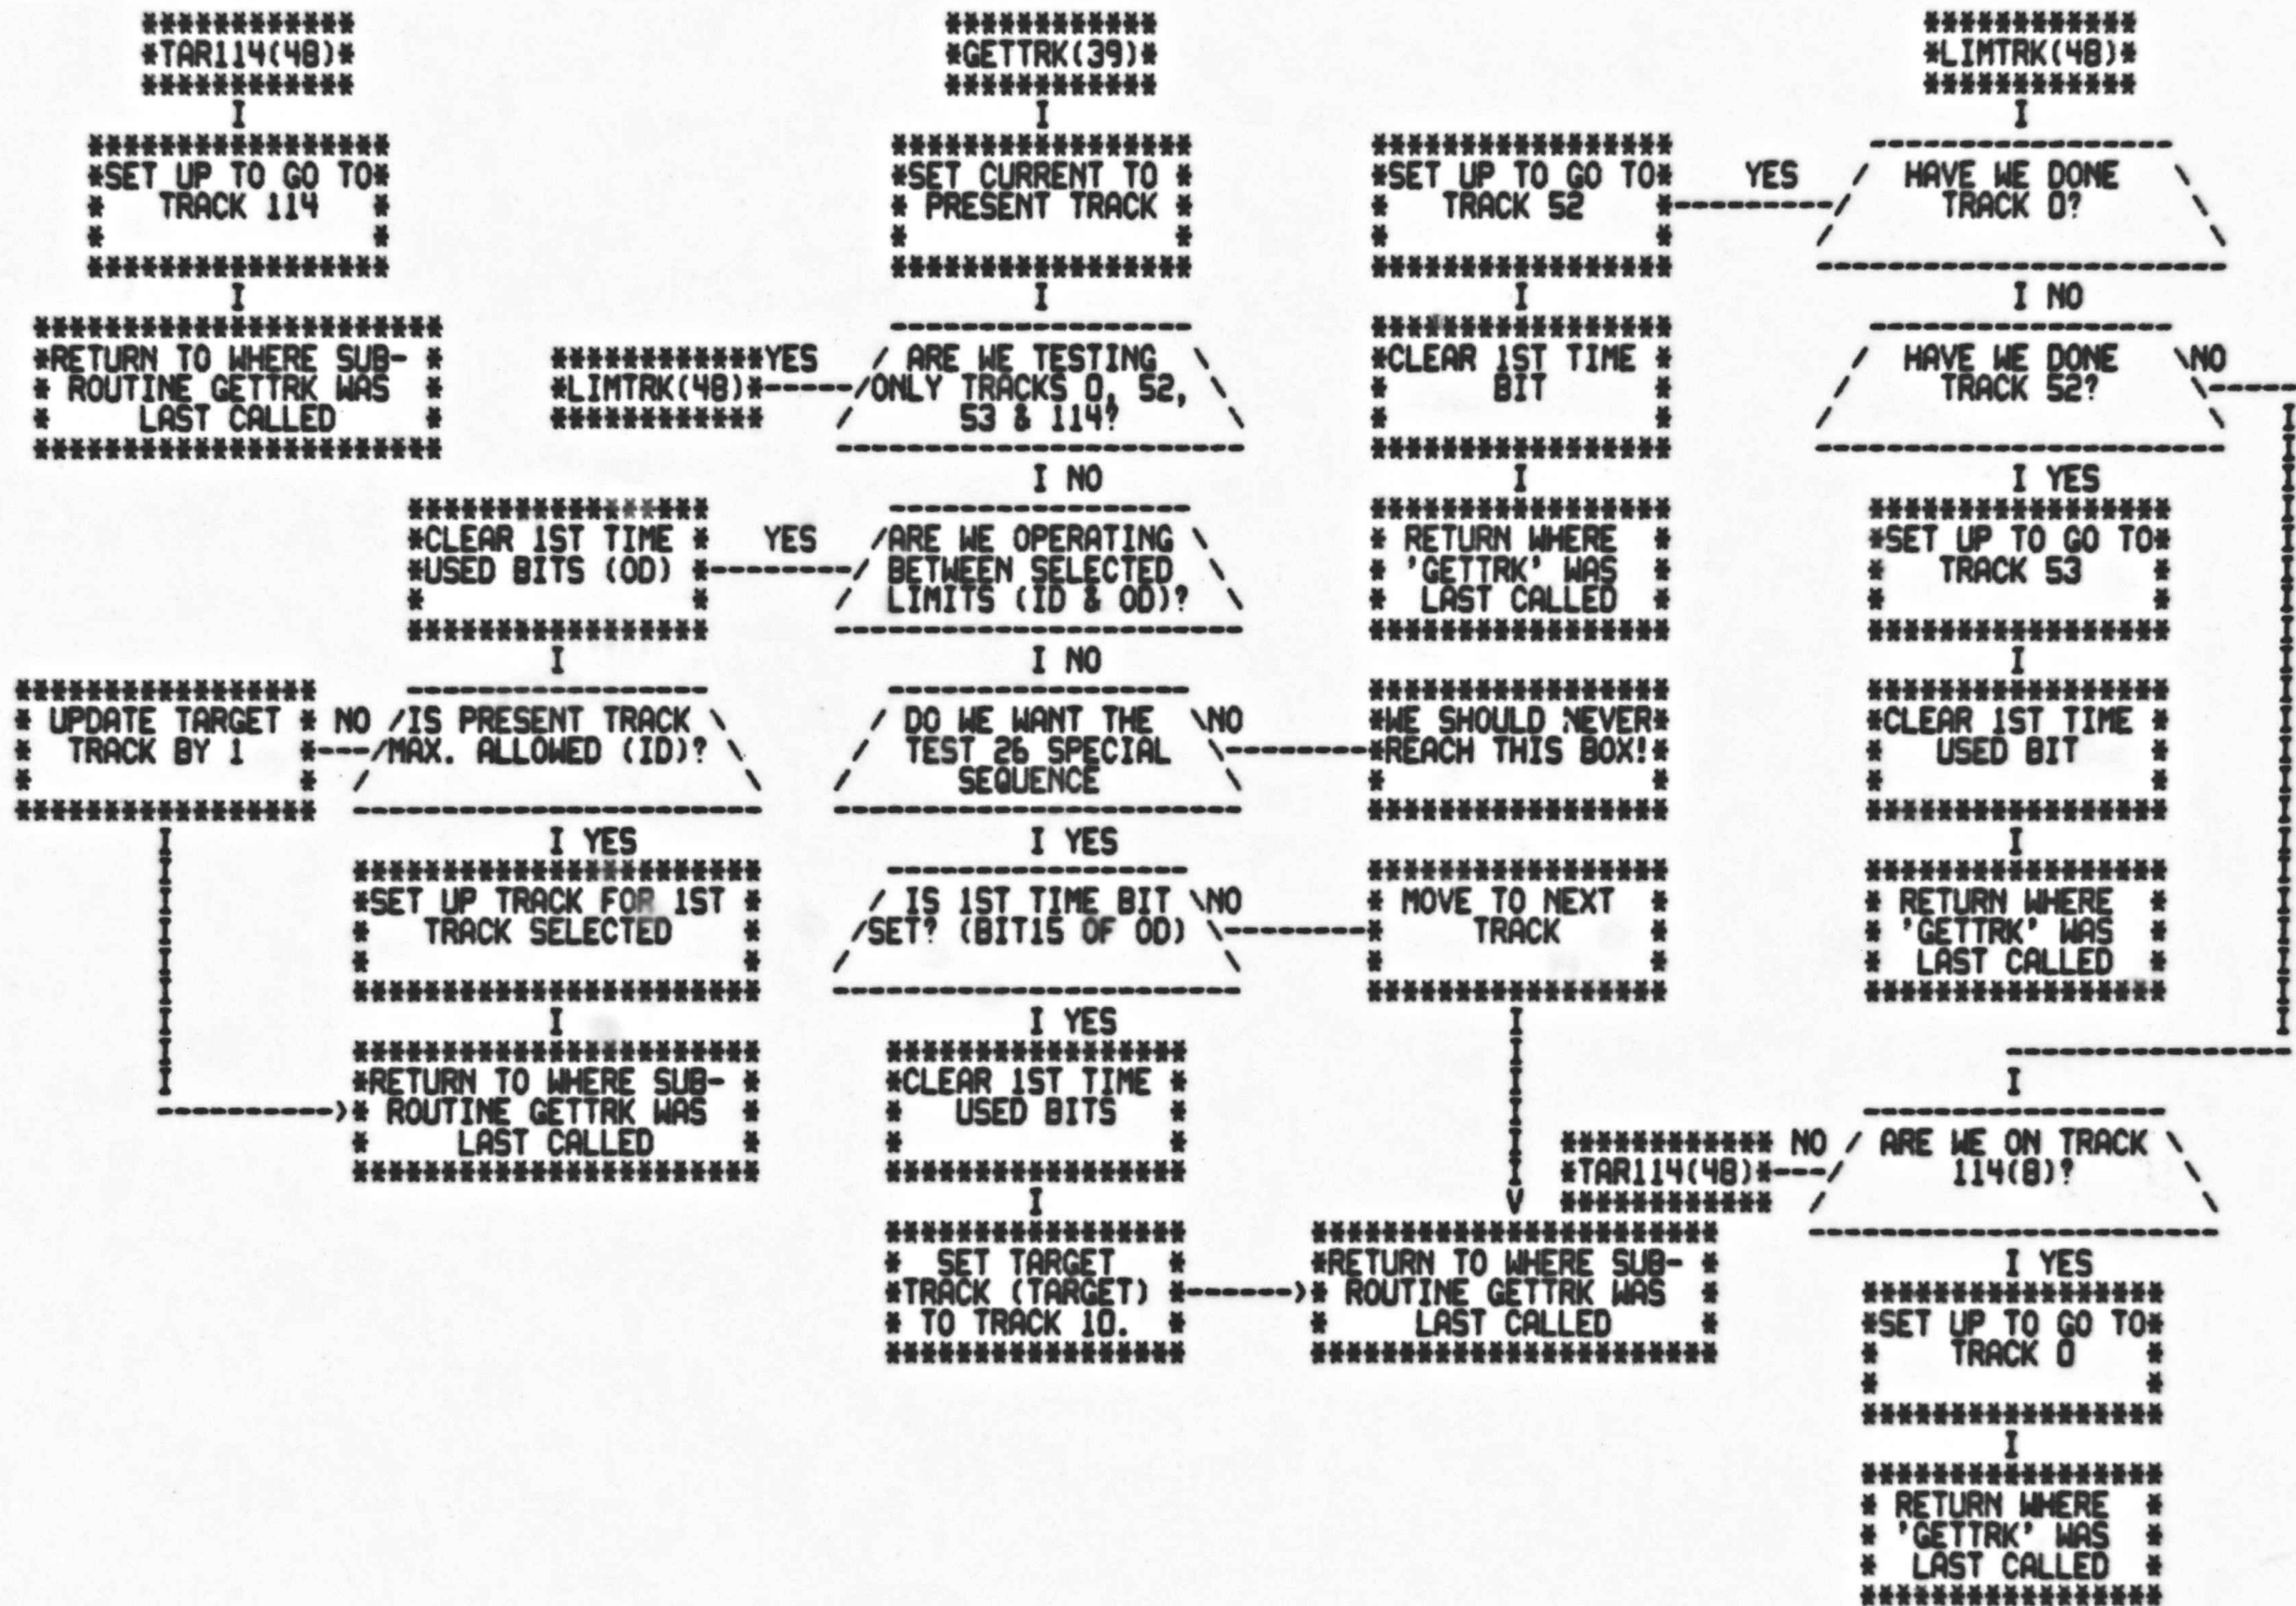 *TAR114(48)*
SET UP TO GO TO
TRACK 114
RETURN TO WHERE SUB-
ROUTINE GETTRK WAS
LAST CALLED
*GETTRK(39)*
SET CURRENT TO
PRESENT TRACK
ARE WE TESTING
ONLY TRACKS 0, 52,
53 & 114?
YES
*LIMTRK(48)*
NO
ARE WE OPERATING
BETWEEN SELECTED
LIMITS (ID & OD)?
YES
CLEAR 1ST TIME
USED BITS (OD)
IS PRESENT TRACK
MAX. ALLOWED (ID)?
NO
UPDATE TARGET
TRACK BY 1
YES
SET UP TRACK FOR 1ST
TRACK SELECTED
RETURN TO WHERE SUB-
ROUTINE GETTRK WAS
LAST CALLED
NO
DO WE WANT THE
TEST 26 SPECIAL
SEQUENCE
NO
WE SHOULD NEVER
REACH THIS BOX!
YES
IS 1ST TIME BIT
SET? (BIT15 OF OD)
NO
MOVE TO NEXT
TRACK
YES
CLEAR 1ST TIME
USED BITS
SET TARGET
TRACK (TARGET)
TO TRACK 10.
RETURN TO WHERE SUB-
ROUTINE GETTRK WAS
LAST CALLED
*LIMTRK(48)*
HAVE WE DONE
TRACK 0?
YES
SET UP TO GO TO
TRACK 52
CLEAR 1ST TIME
BIT
RETURN WHERE
'GETTRK' WAS
LAST CALLED
NO
HAVE WE DONE
TRACK 52?
NO
YES
SET UP TO GO TO
TRACK 53
CLEAR 1ST TIME
USED BIT
RETURN WHERE
'GETTRK' WAS
LAST CALLED
ARE WE ON TRACK
114(8)?
NO
*TAR114(48)*
YES
SET UP TO GO TO
TRACK 0
RETURN WHERE
'GETTRK' WAS
LAST CALLED